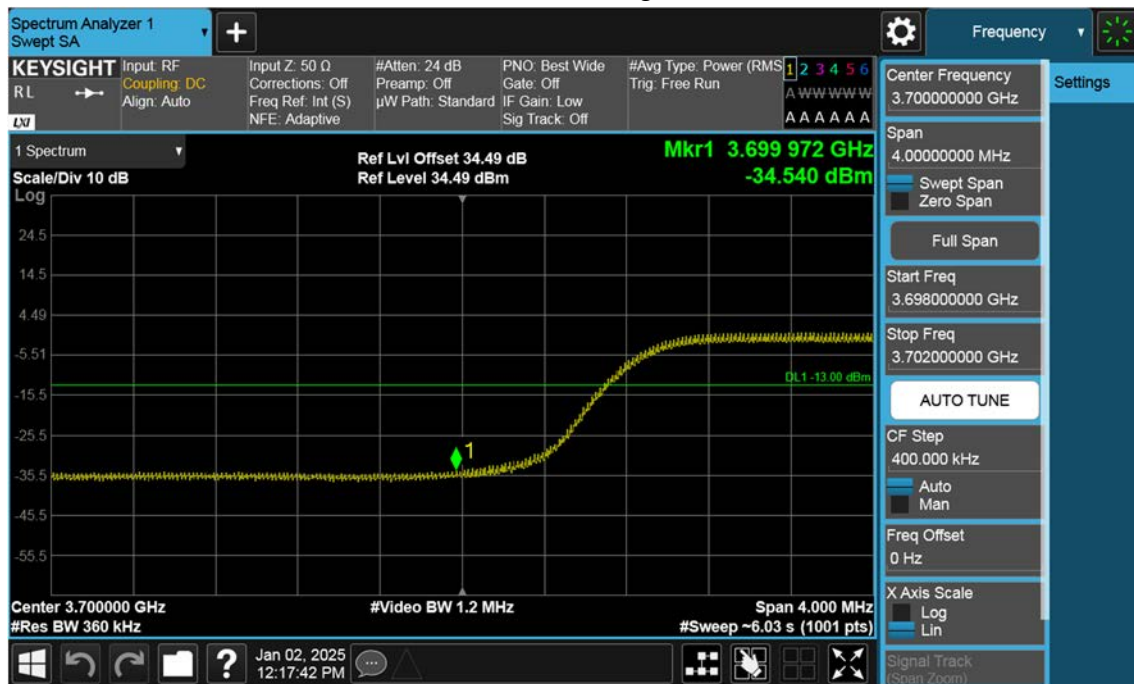 Spectrum Analyzer 1
Swept SA
Frequency
KEYSIGHT
RL
LXI
Input: RF
Coupling: DC
Align: Auto
Input Z: 50 Ω
Corrections: Off
Freq Ref: Int (S)
NFE: Adaptive
#Atten: 24 dB
Preamp: Off
µW Path: Standard
PNO: Best Wide
Gate: Off
IF Gain: Low
Sig Track: Off
#Avg Type: Power (RMS
Trig: Free Run
1 2 3 4 5 6
A W W W W W
A A A A A A
1 Spectrum
Scale/Div 10 dB
Ref Lvl Offset 34.49 dB
Ref Level 34.49 dBm
Mkr1 3.699 972 GHz
-34.540 dBm
Log
24.5
14.5
4.49
-5.51
-15.5
-25.5
-35.5
-45.5
-55.5
DL1 -13.00 dBm
1
Center 3.700000 GHz
#Res BW 360 kHz
#Video BW 1.2 MHz
Span 4.000 MHz
#Sweep ~6.03 s (1001 pts)
Jan 02, 2025
12:17:42 PM
Center Frequency
3.700000000 GHz
Settings
Span
4.00000000 MHz
Swept Span
Zero Span
Full Span
Start Freq
3.698000000 GHz
Stop Freq
3.702000000 GHz
AUTO TUNE
CF Step
400.000 kHz
Auto
Man
Freq Offset
0 Hz
X Axis Scale
Log
Lin
Signal Track
(Span Zoom)